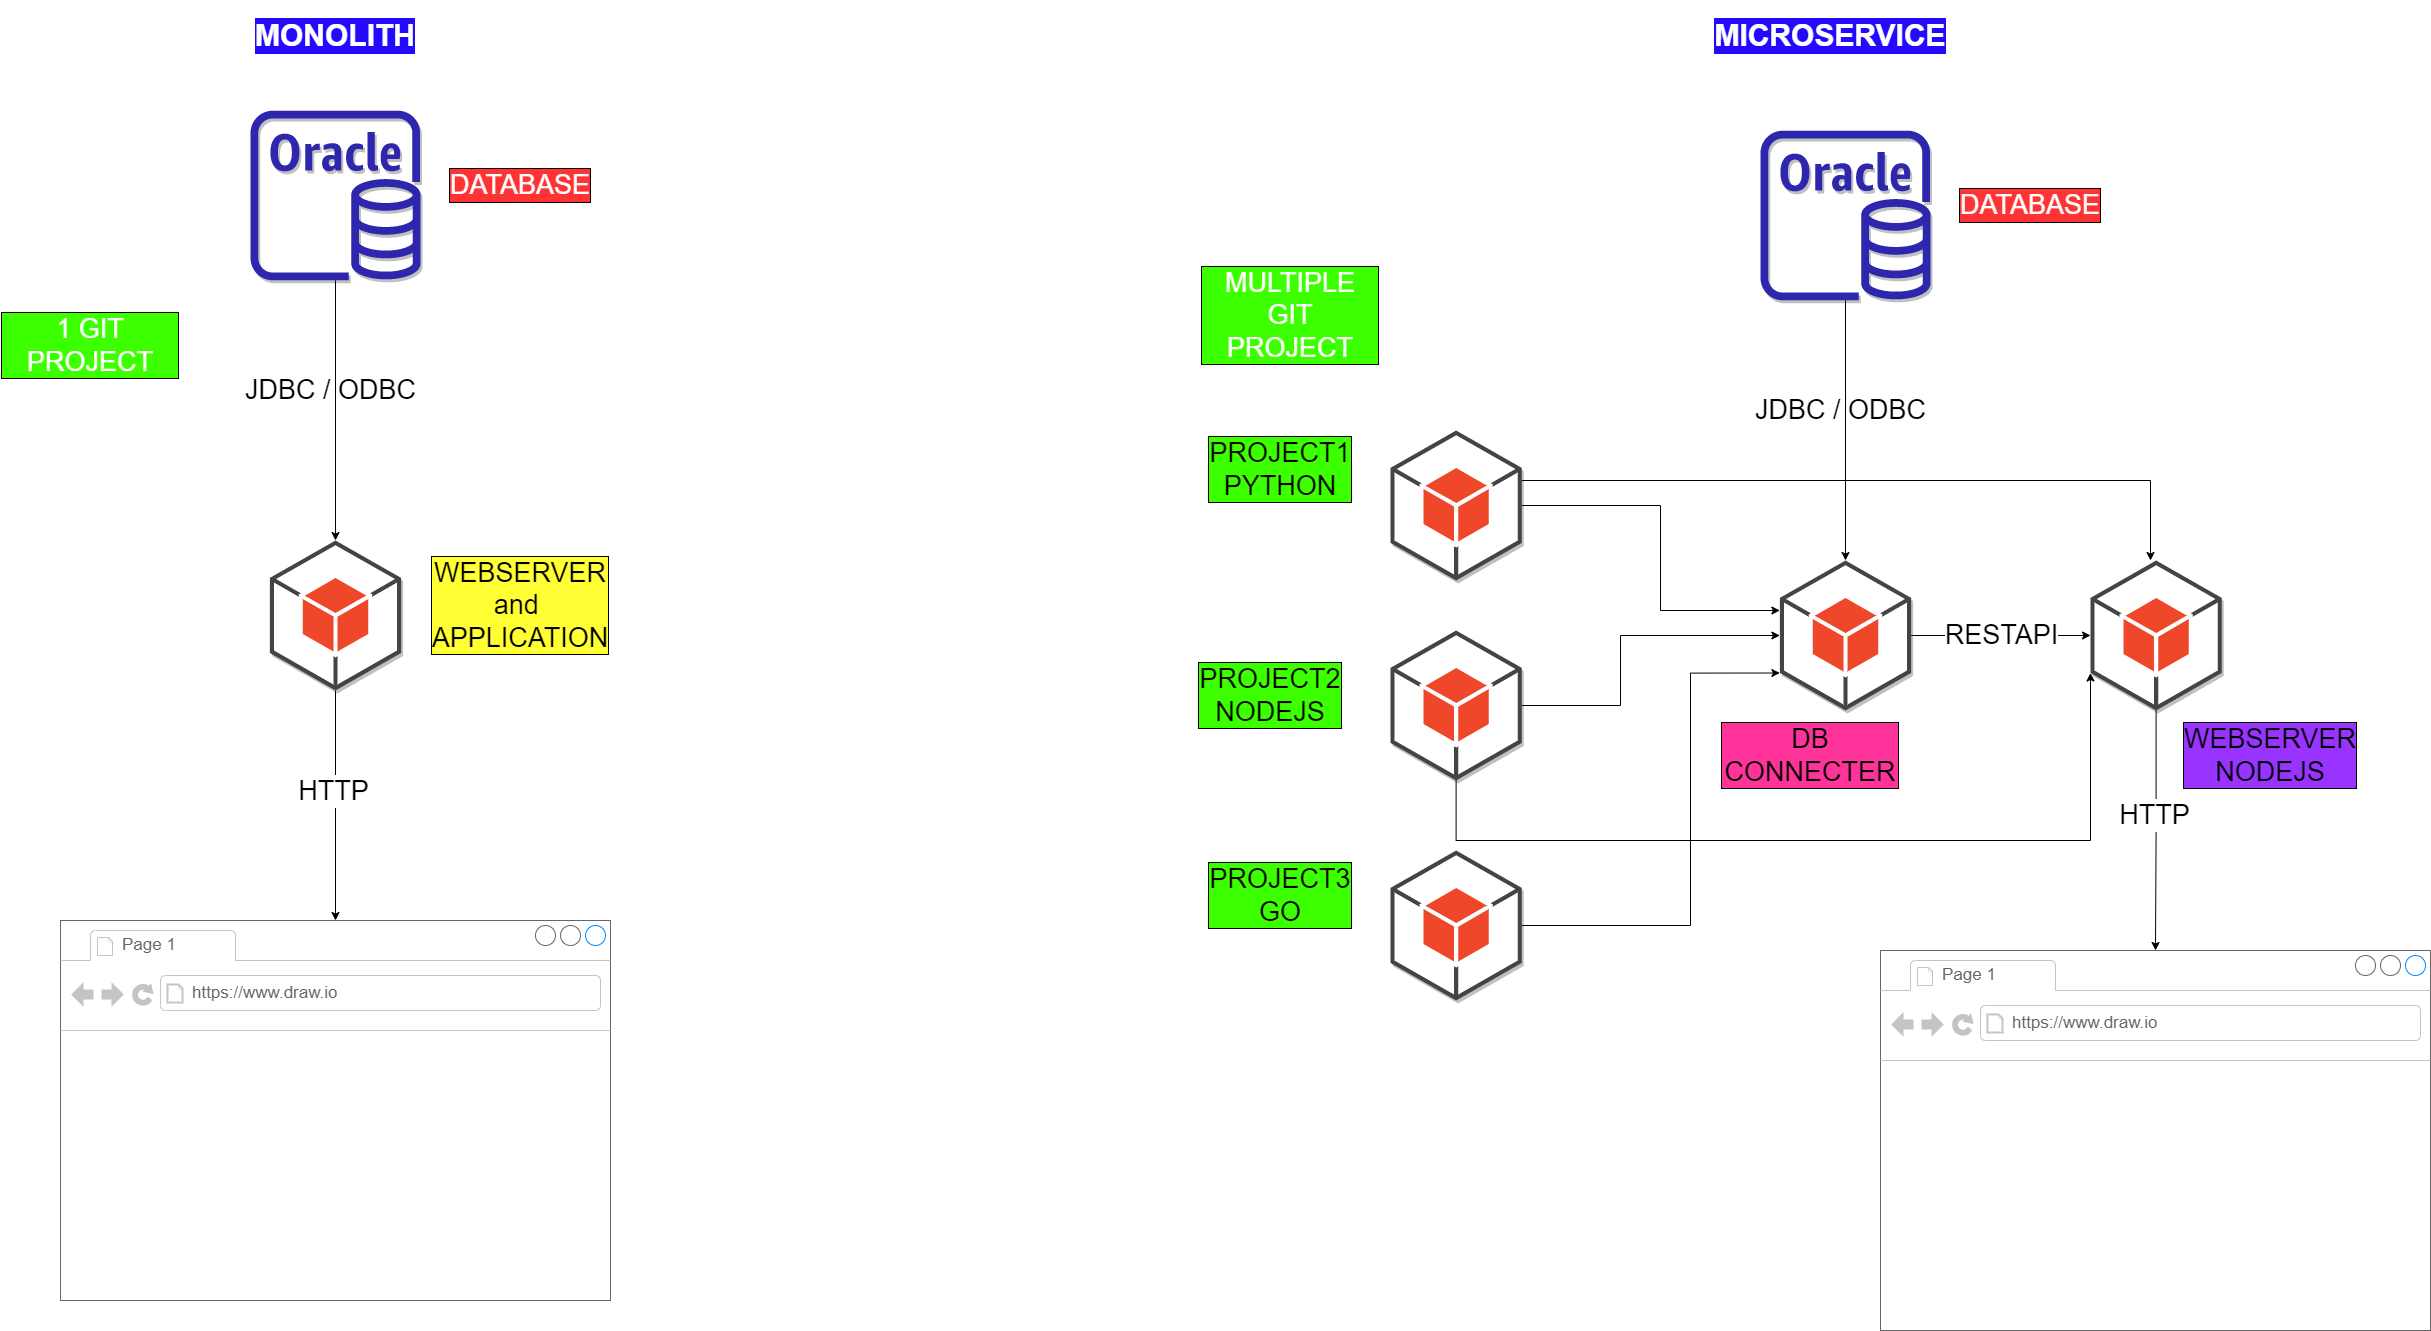 MONOLITH
Oracle
DATABASE
1 GIT
PROJECT
JDBC / ODBC
WEBSERVER
and
APPLICATION
HTTP
Page 1
https://www.draw.io
MICROSERVICE
Oracle
DATABASE
MULTIPLE
GIT
PROJECT
JDBC / ODBC
PROJECT1
PYTHON
RESTAPI
PROJECT2
NODEJS
DB
CONNECTER
WEBSERVER
NODEJS
HTTP
PROJECT3
GO
Page 1
https://www.draw.io